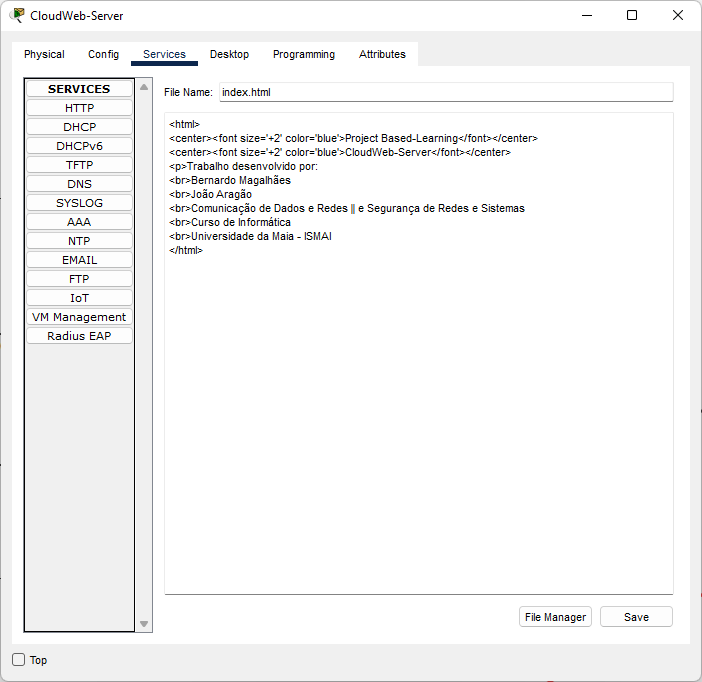 CloudWeb-Server
Physical Config Services Desktop Programming Attributes
SERVICES
HTTP
DHCP
DHCPv6
TFTP
DNS
SYSLOG
AAA
NTP
EMAIL
FTP
IoT
VM Management
Radius EAP
File Name: index.html
<html>
<center><font size='+2' color='blue'>Project Based-Learning</font></center>
<center><font size='+2' color='blue'>CloudWeb-Server</font></center>
<p>Trabalho desenvolvido por:
<br>Bernardo Magalhães
<br>João Aragão
<br>Comunicação de Dados e Redes | e Segurança de Redes e Sistemas
<br>Curso de Informática
<br>Universidade da Maia - ISMAI
</html>
File Manager Save
Top